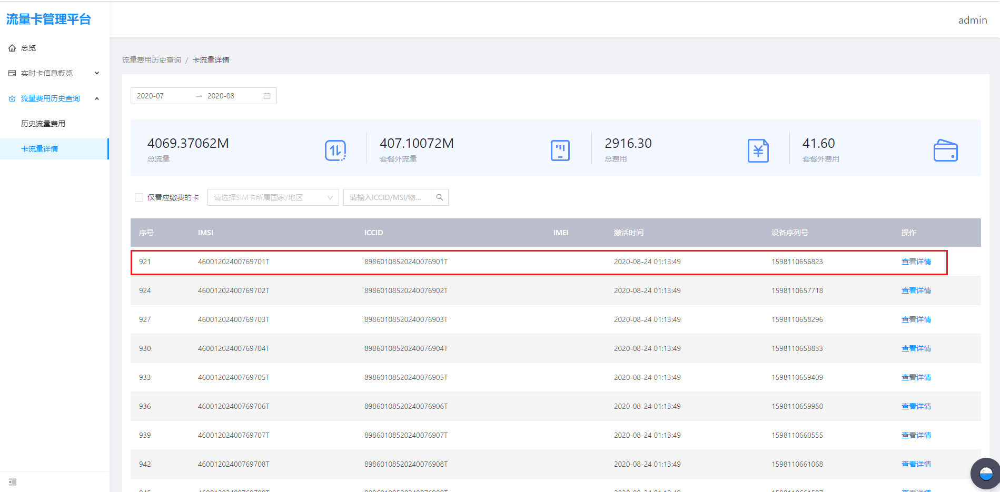 流量卡管理平台
admin
总览
实时卡信息概览
流量费用历史查询
历史流量费用
卡流量详情
流量费用历史查询 / 卡流量详情
2020-07 → 2020-08
4069.37062M 407.10072M 2916.30 41.60
总流量 套餐外流量 总费用 套餐外费用
仅看应缴费的卡 请选择SIM卡所属国家/地区 请输入ICCID/MSI/物...
序号 IMSI ICCID IMEI 激活时间 设备序列号 操作
921 46001202400769701T 89860108520240076901T 2020-08-24 01:13:49 1598110656823 查看详情
924 46001202400769702T 89860108520240076902T 2020-08-24 01:13:49 1598110657718 查看详情
927 46001202400769703T 89860108520240076903T 2020-08-24 01:13:49 1598110658296 查看详情
930 46001202400769704T 89860108520240076904T 2020-08-24 01:13:49 1598110658833 查看详情
933 46001202400769705T 89860108520240076905T 2020-08-24 01:13:49 1598110659409 查看详情
936 46001202400769706T 89860108520240076906T 2020-08-24 01:13:49 1598110659950 查看详情
939 46001202400769707T 89860108520240076907T 2020-08-24 01:13:49 1598110660555 查看详情
942 46001202400769708T 89860108520240076908T 2020-08-24 01:13:49 1598110661068 查看详情